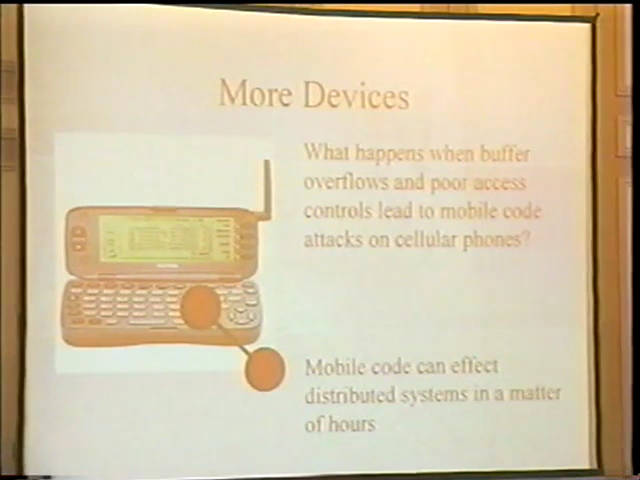 More Devices
What happens when buffer
overflows and poor access
controls lead to mobile code
attacks on cellular phones?
Mobile code can effect
distributed systems in a matter
of hours